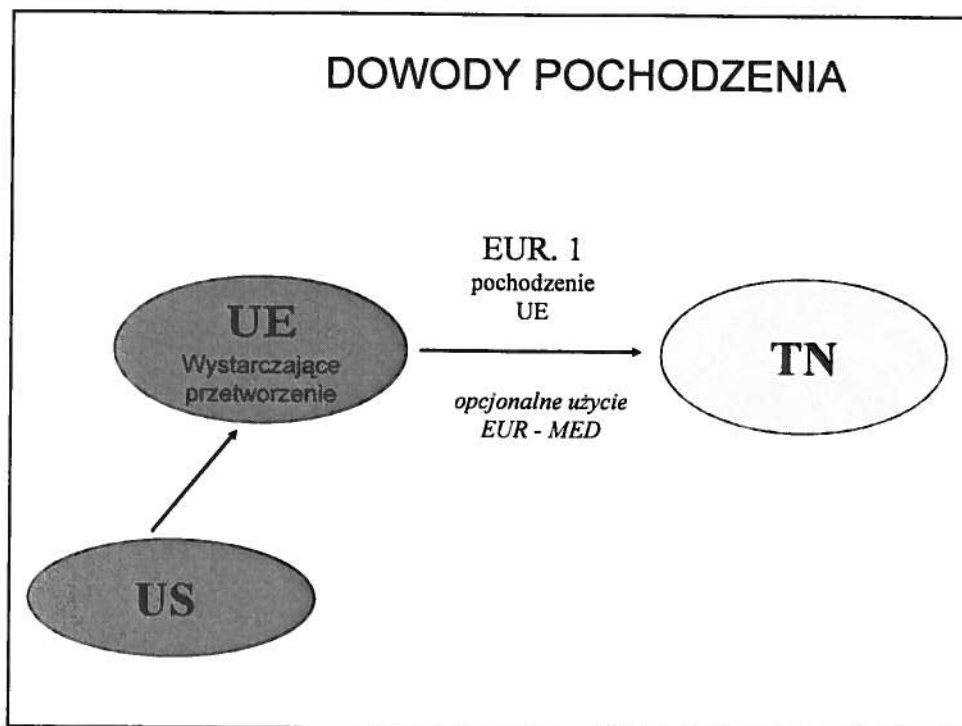 DOWODY POCHODZENIA
EUR. 1
pochodzenie
UE
UE
Wystarczające
przetworzenie
TN
opcjonalne użycie
EUR - MED
US